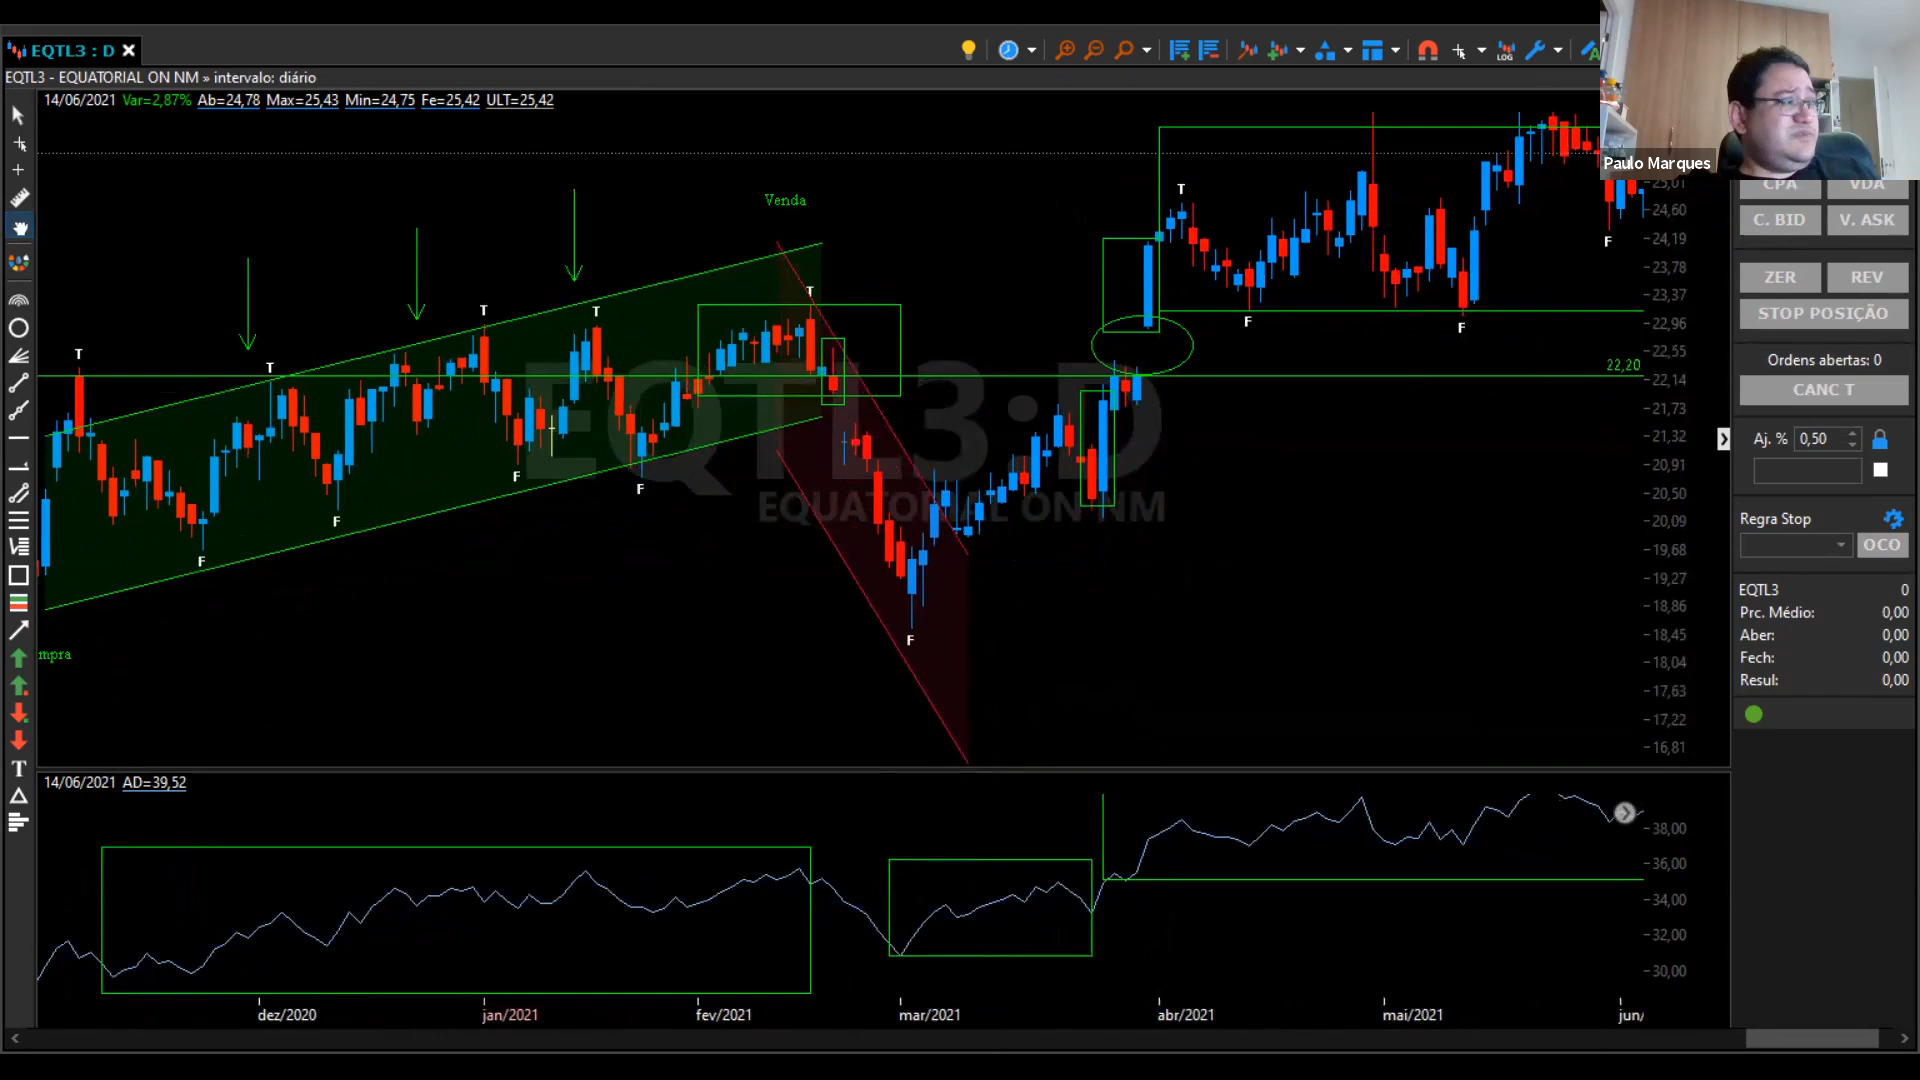 EQTL3 : D
EQTL3 - EQUATORIAL ON NM » intervalo: diário
14/06/2021 Var=2,87% Ab=24,78 Max=25,43 Min=24,75 Fe=25,42 ULT=25,42
LOG
Paulo Marques
CPA VDA
C. BID V. ASK
ZER REV
STOP POSIÇÃO
Ordens abertas: 0
CANC T
Aj. % 0,50
Regra Stop
OCO
EQTL3 0
Prc. Médio: 0,00
Aber: 0,00
Fech: 0,00
Resul: 0,00
Venda
mpra
T
T
T
T
T
T
F
F
F
F
F
F
F
F
F
EQTL3:D
EQUATORIAL ON NM
22,20
25,01
24,60
24,19
23,78
23,37
22,96
22,55
22,14
21,73
21,32
20,91
20,50
20,09
19,68
19,27
18,86
18,45
18,04
17,63
17,22
16,81
T
14/06/2021 AD=39,52
38,00
36,00
34,00
32,00
30,00
dez/2020 jan/2021 fev/2021 mar/2021 abr/2021 mai/2021 jun/